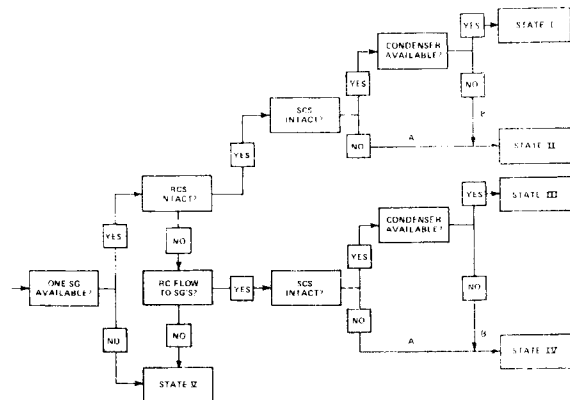 YES
STATE I
CONDENSER
AVAILABLE?
NO
YES
SCS
INTACT?
B
A
STATE II
NO
YES
YES
STATE III
RCS
INTACT?
CONDENSER
AVAILABLE?
YES
NO
YES
ONE SG
AVAILABLE?
RC FLOW
TO SG'S?
YES
SCS
INTACT?
NO
NO
NO
NO
B
A
STATE IV
STATE V